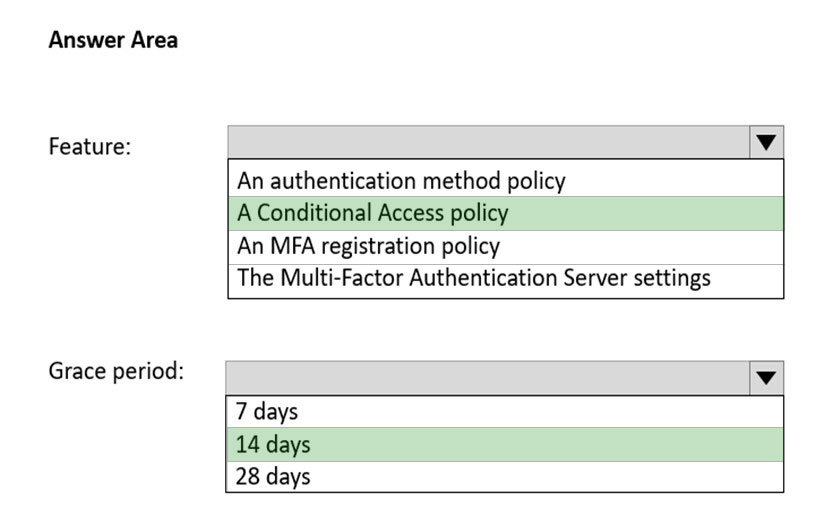 Answer Area
Feature:
An authentication method policy
A Conditional Access policy
An MFA registration policy
The Multi-Factor Authentication Server settings
Grace period:
7 days
14 days
28 days